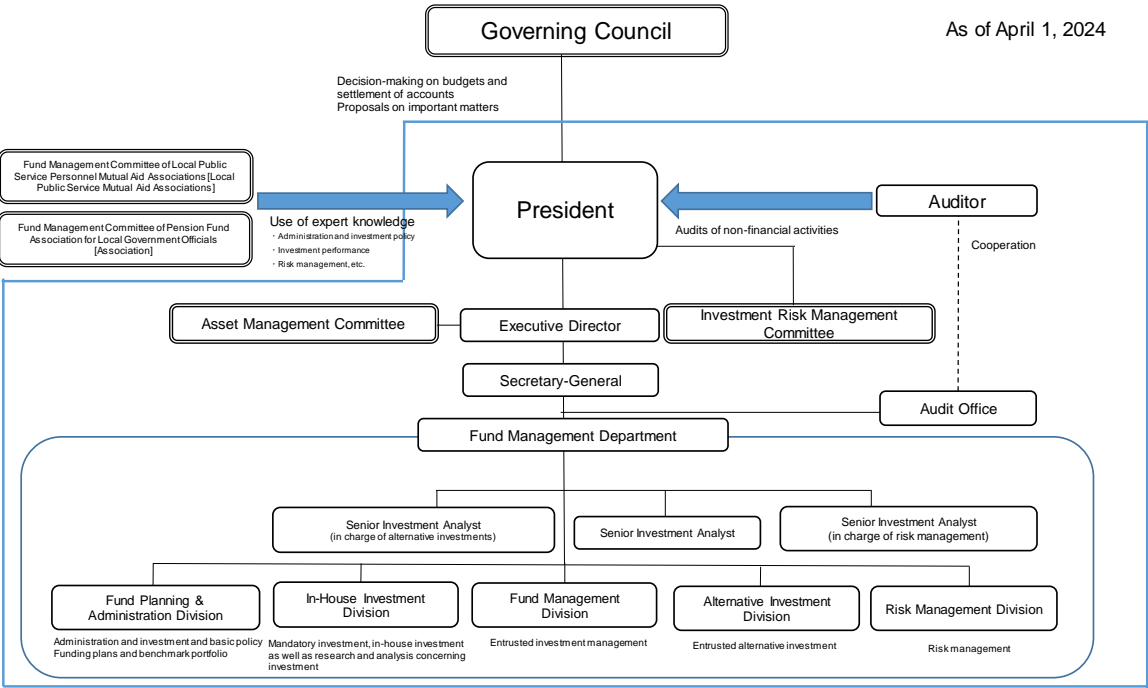 Governing Council
As of April 1, 2024
Decision-making on budgets and
settlement of accounts
Proposals on important matters
Fund Management Committee of Local Public
Service Personnel Mutual Aid Associations [Local
Public Service Mutual Aid Associations]
Fund Management Committee of Pension Fund
Association for Local Government Officials
[Association]
Use of expert knowledge
・Administration and investment policy
・Investment performance
・Risk management, etc.
President
Auditor
Audits of non-financial activities
Cooperation
Asset Management Committee
Executive Director
Investment Risk Management
Committee
Secretary-General
Audit Office
Fund Management Department
Senior Investment Analyst
(in charge of alternative investments)
Senior Investment Analyst
Senior Investment Analyst
(in charge of risk management)
Fund Planning &
Administration Division
In-House Investment
Division
Fund Management
Division
Alternative Investment
Division
Risk Management Division
Administration and investment and basic policy
Funding plans and benchmark portfolio
Mandatory investment, in-house investment
as well as research and analysis concerning
investment
Entrusted investment management
Entrusted alternative investment
Risk management